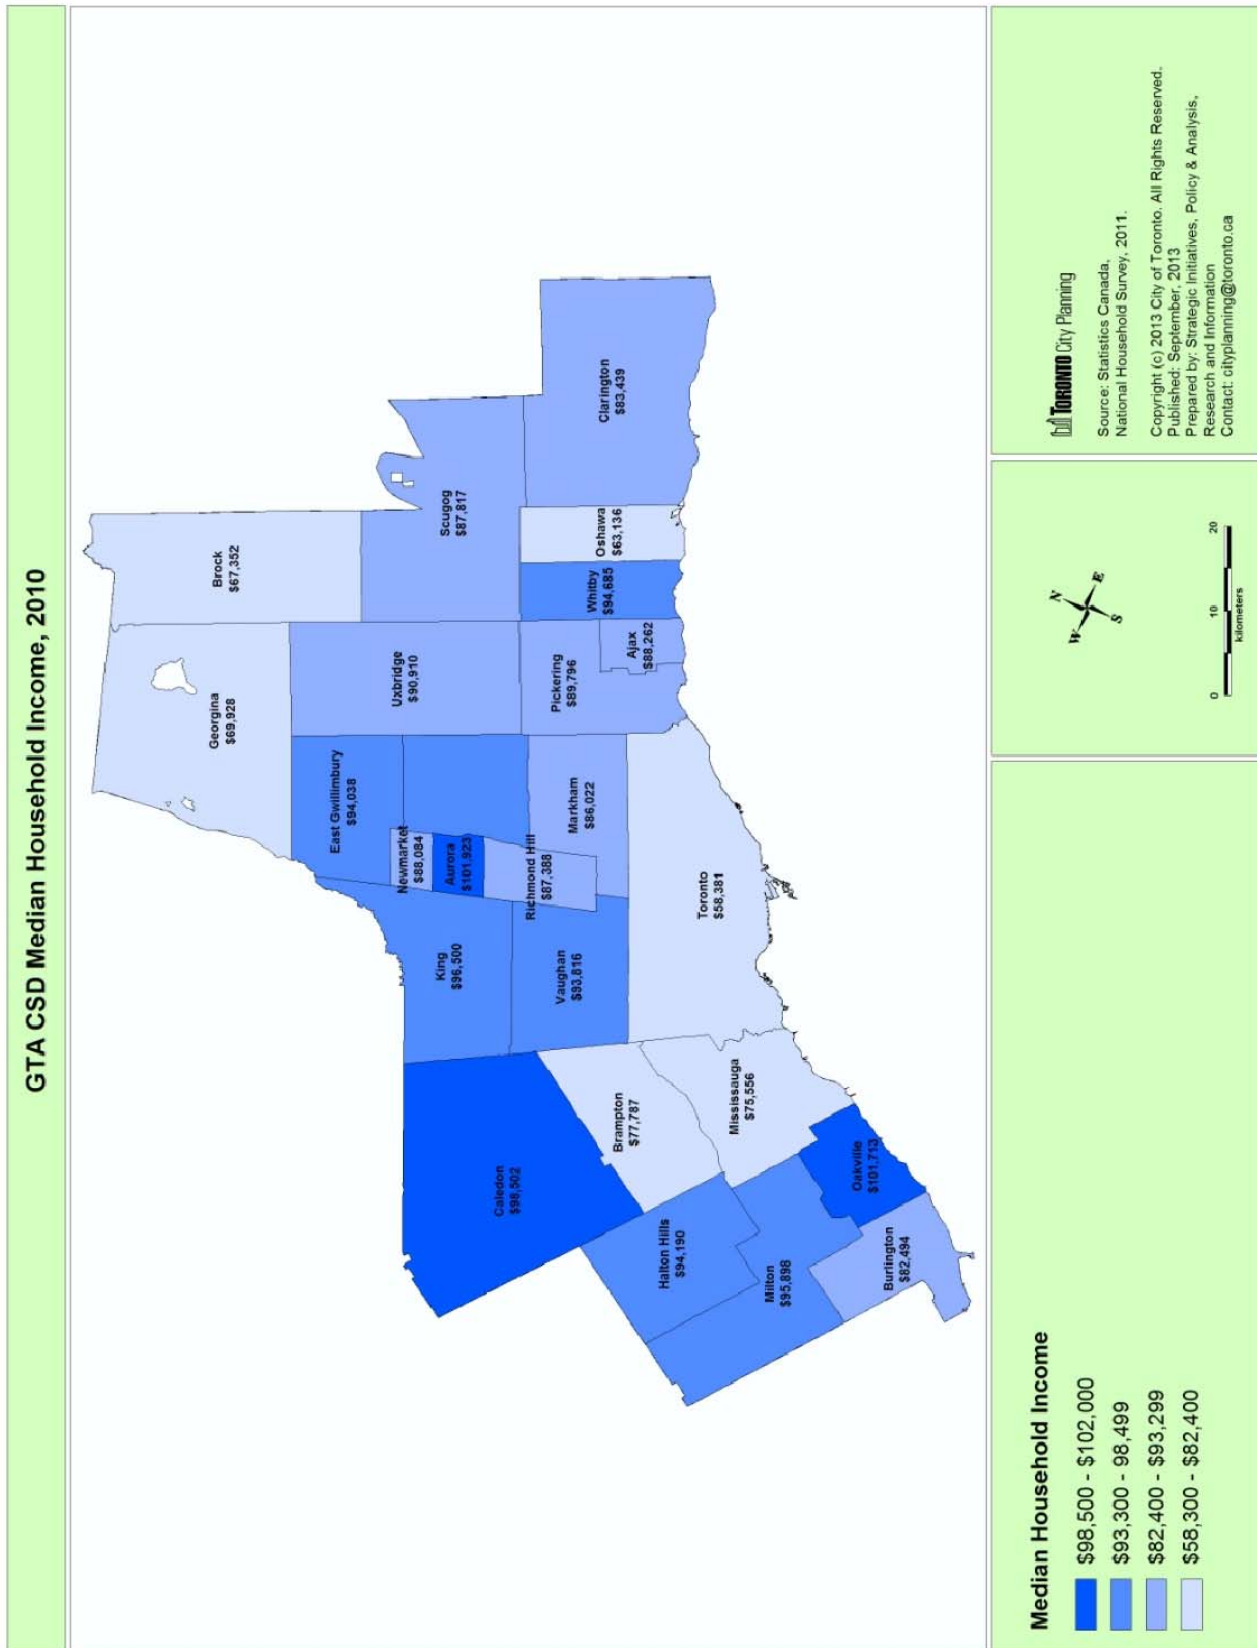 GTA CSD Median Household Income, 2010
Brock
$67,352
Georgina
$69,928
Scugog
$87,817
Uxbridge
$90,910
East Gwillimbury
$94,038
Newmarket
$88,084
Aurora
$101,923
Richmond Hill
$87,388
King
$96,500
Vaughan
$93,816
Markham
$86,022
Pickering
$89,796
Ajax
$88,262
Whitby
$94,685
Oshawa
$63,136
Clarington
$83,439
Toronto
$58,381
Caledon
$98,502
Brampton
$77,787
Mississauga
$75,556
Halton Hills
$94,190
Milton
$95,898
Oakville
$101,713
Burlington
$82,494
Median Household Income
$98,500 - $102,000
$93,300 - 98,499
$82,400 - $93,299
$58,300 - $82,400
N
W
E
S
0 10 20
kilometers
TORONTO City Planning
Source: Statistics Canada,
National Household Survey, 2011.
Copyright (c) 2013 City of Toronto. All Rights Reserved.
Published: September, 2013
Prepared by: Strategic Initiatives, Policy & Analysis,
Research and Information
Contact: cityplanning@toronto.ca